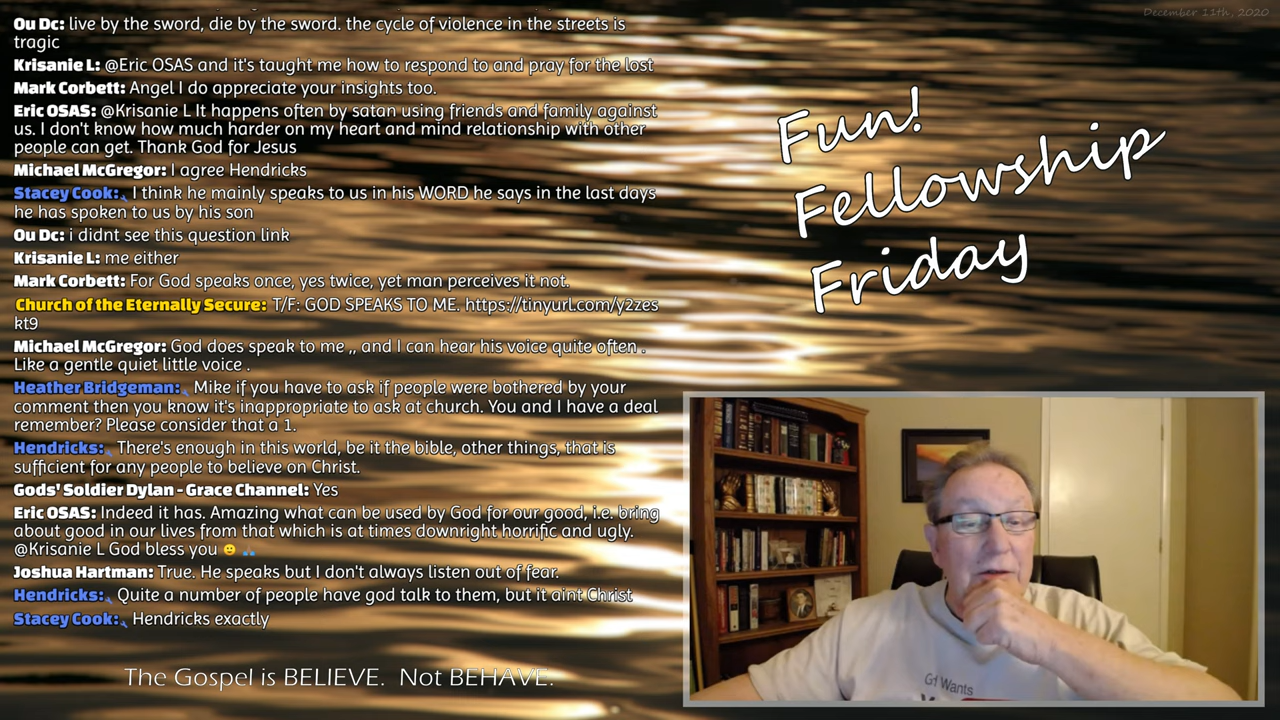 December 11th, 2020
Ou Dc: live by the sword, die by the sword. the cycle of violence in the streets is
tragic
Krisanie L: @Eric OSAS and it's taught me how to respond to and pray for the lost
Mark Corbett: Angel I do appreciate your insights too.
Eric OSAS: @Krisanie L It happens often by satan using friends and family against
us. I don't know how much harder on my heart and mind relationship with other
people can get. Thank God for Jesus
Michael McGregor: I agree Hendricks
Stacey Cook: I think he mainly speaks to us in his WORD he says in the last days
he has spoken to us by his son
Ou Dc: i didnt see this question link
Krisanie L: me either
Mark Corbett: For God speaks once, yes twice, yet man perceives it not.
Church of the Eternally Secure: T/F: GOD SPEAKS TO ME. https://tinyurl.com/y2zes
kt9
Michael McGregor: God does speak to me ,, and I can hear his voice quite often .
Like a gentle quiet little voice .
Heather Bridgeman: Mike if you have to ask if people were bothered by your
comment then you know it's inappropriate to ask at church. You and I have a deal
remember? Please consider that a 1.
Hendricks: There's enough in this world, be it the bible, other things, that is
sufficient for any people to believe on Christ.
Gods' Soldier Dylan - Grace Channel: Yes
Eric OSAS: Indeed it has. Amazing what can be used by God for our good, i.e. bring
about good in our lives from that which is at times downright horrific and ugly.
@Krisanie L God bless you 🙂 🙏
Joshua Hartman: True. He speaks but I don't always listen out of fear.
Hendricks: Quite a number of people have god talk to them, but it aint Christ
Stacey Cook: Hendricks exactly
The Gospel is BELIEVE. Not BEHAVE.
Fun!
Fellowship
Friday
Wants